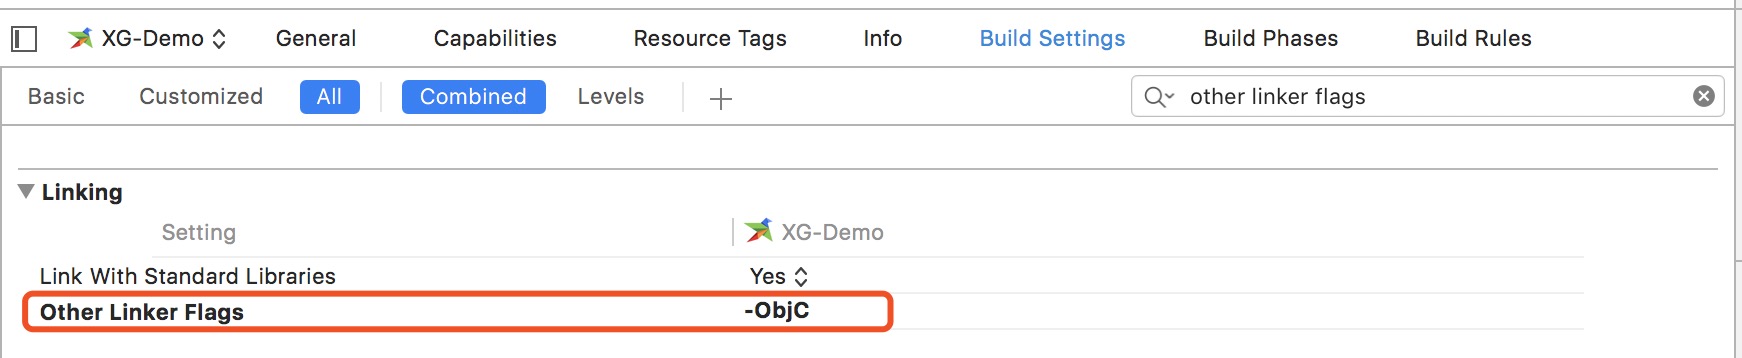 XG-Demo General Capabilities Resource Tags Info Build Settings Build Phases Build Rules
Basic Customized All Combined Levels other linker flags
Linking
Setting XG-Demo
Link With Standard Libraries Yes
Other Linker Flags -ObjC